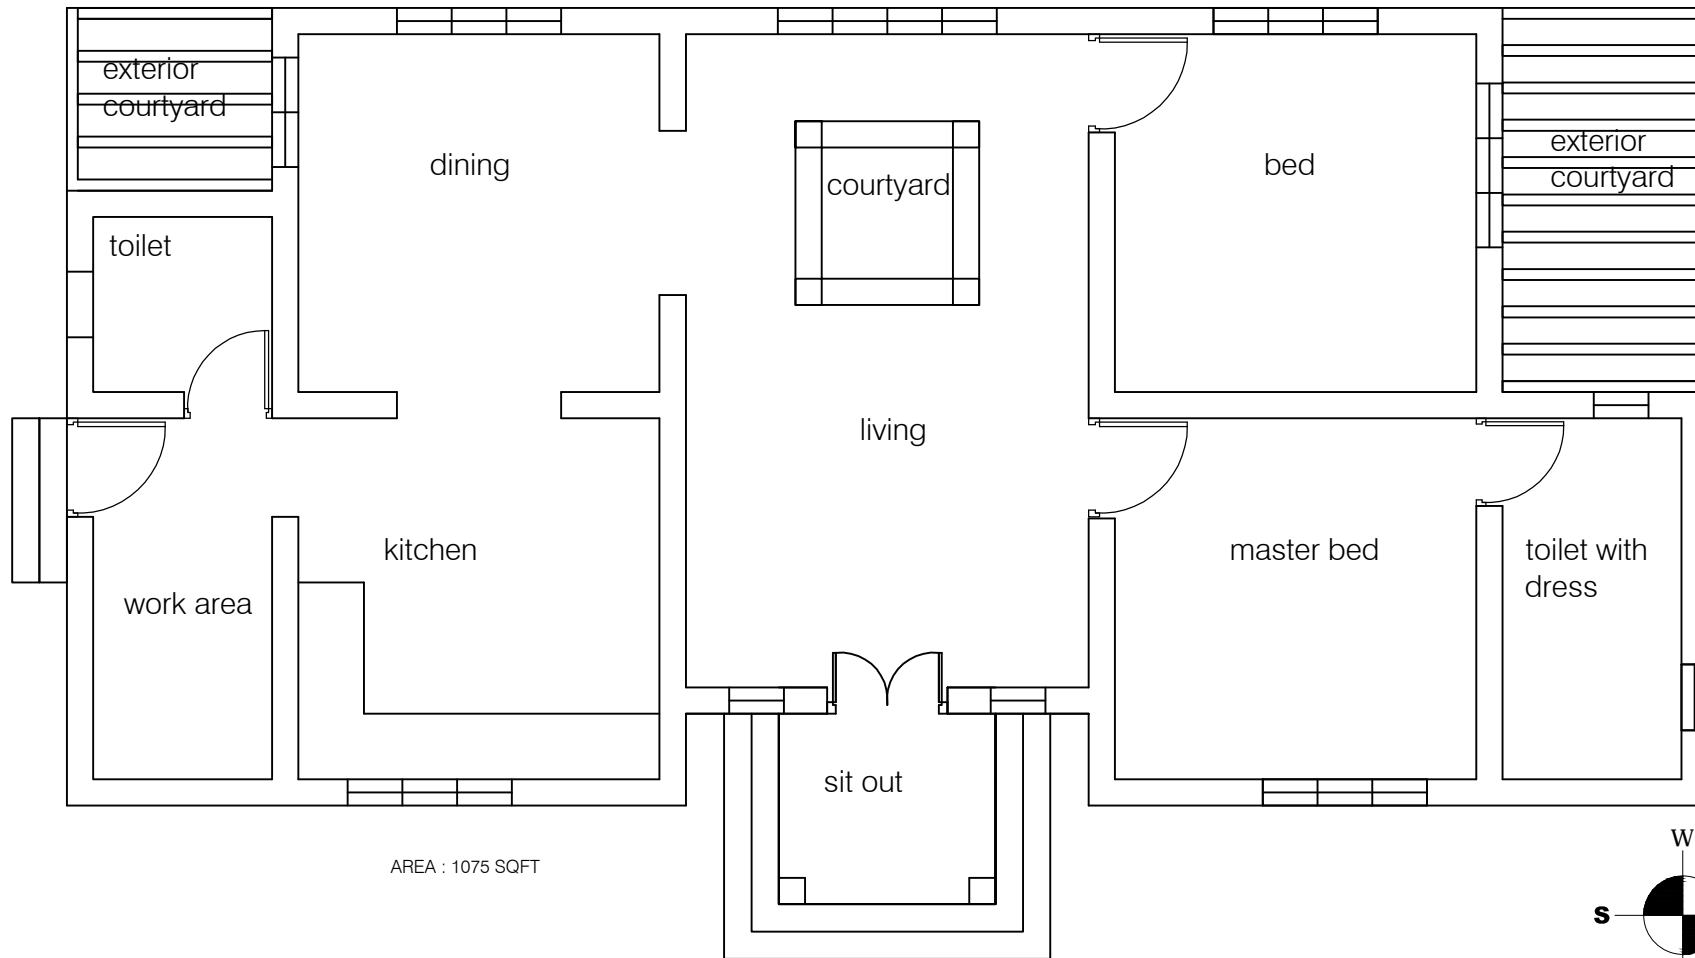 exterior
courtyard
dining
courtyard
bed
exterior
courtyard
toilet
living
kitchen
master bed
toilet with
dress
work area
sit out
AREA : 1075 SQFT
W
S